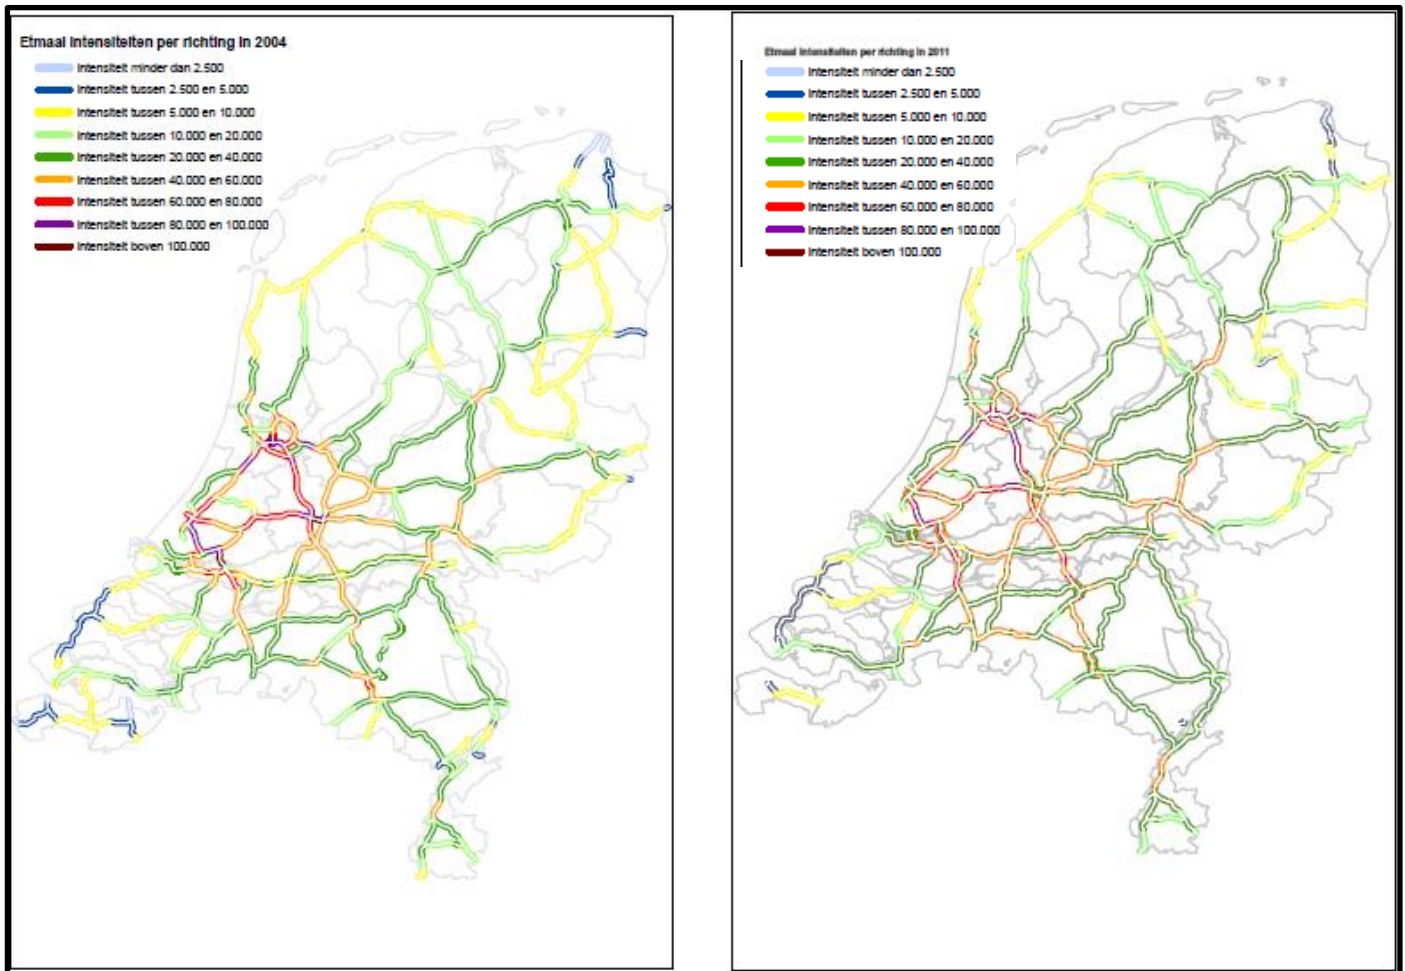 Etmaal intensiteiten per richting in 2004
Intensiteit minder dan 2.500
Intensiteit tussen 2.500 en 5.000
Intensiteit tussen 5.000 en 10.000
Intensiteit tussen 10.000 en 20.000
Intensiteit tussen 20.000 en 40.000
Intensiteit tussen 40.000 en 60.000
Intensiteit tussen 60.000 en 80.000
Intensiteit tussen 80.000 en 100.000
Intensiteit boven 100.000
Etmaal intensiteiten per richting in 2011
Intensiteit minder dan 2.500
Intensiteit tussen 2.500 en 5.000
Intensiteit tussen 5.000 en 10.000
Intensiteit tussen 10.000 en 20.000
Intensiteit tussen 20.000 en 40.000
Intensiteit tussen 40.000 en 60.000
Intensiteit tussen 60.000 en 80.000
Intensiteit tussen 80.000 en 100.000
Intensiteit boven 100.000